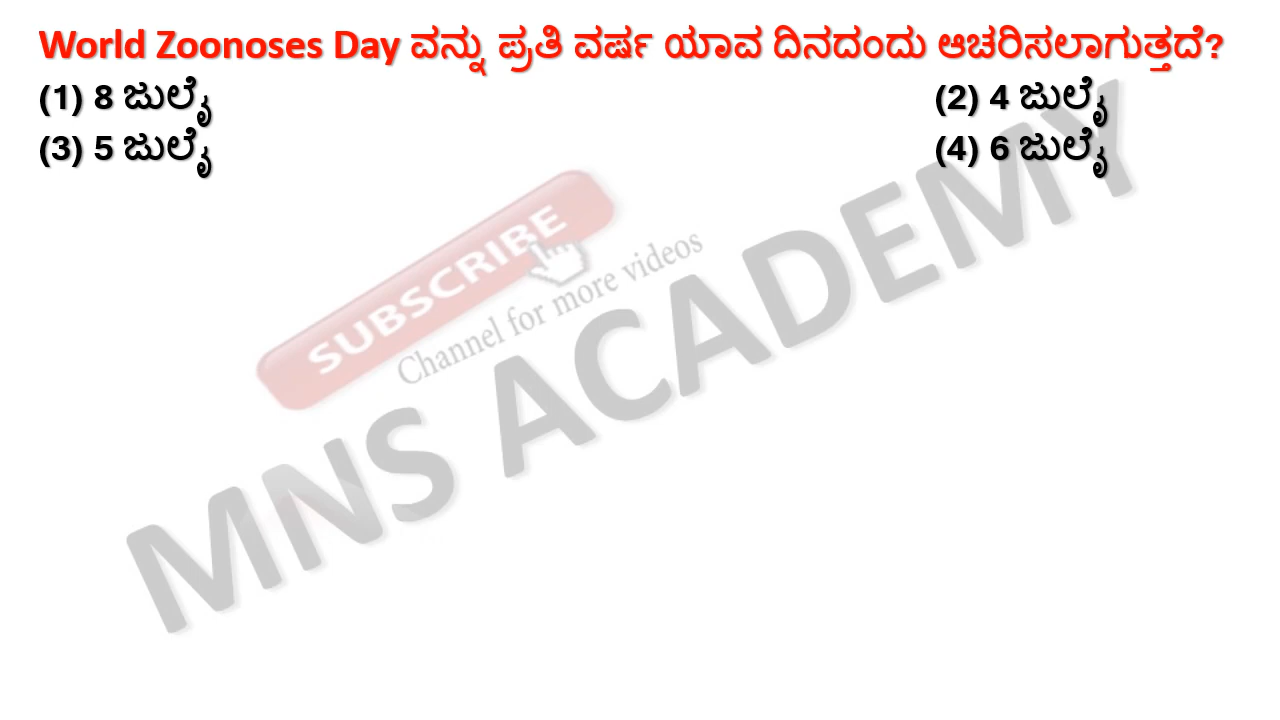 World Zoonoses Day ವನ್ನು ಪ್ರತಿ ವರ್ಷ ಯಾವ ದಿನದಂದು ಆಚರಿಸಲಾಗುತ್ತದೆ?
(1) 8 ಜುಲೈ (2) 4 ಜುಲೈ
(3) 5 ಜುಲೈ (4) 6 ಜುಲೈ
SUBSCRIBE
Channel for more videos
MNS ACADEMY